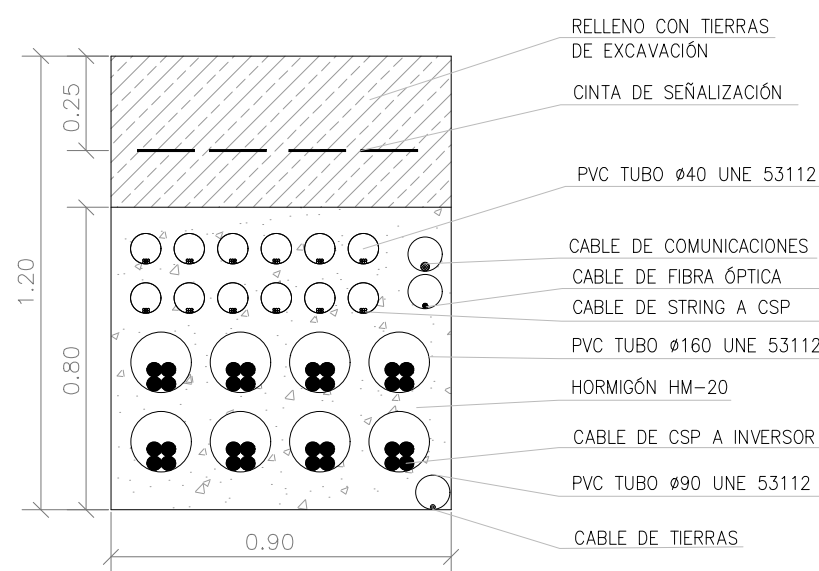 RELLENO CON TIERRAS
DE EXCAVACIÓN
0.25
CINTA DE SEÑALIZACIÓN
PVC TUBO ø40 UNE 53112
CABLE DE COMUNICACIONES
1.20
CABLE DE FIBRA ÓPTICA
CABLE DE STRING A CSP
PVC TUBO ø160 UNE 53112
0.80
HORMIGÓN HM-20
CABLE DE CSP A INVERSOR
PVC TUBO ø90 UNE 53112
0.90
CABLE DE TIERRAS